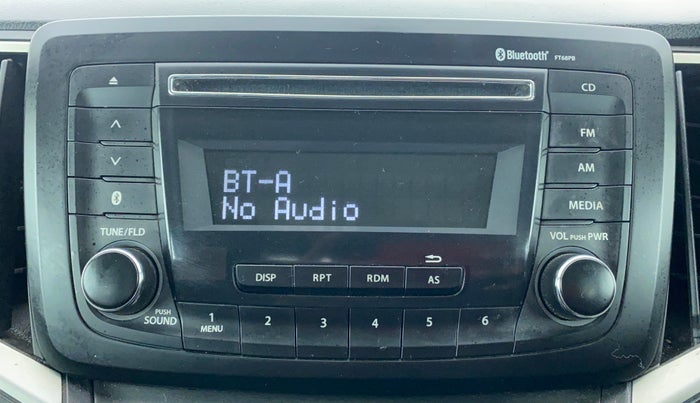 Bluetooth® FT68PB
CD
FM
AM
MEDIA
BT-A
No Audio
TUNE/FLD
VOL PUSH PWR
DISP RPT RDM AS
PUSH
SOUND
1 2 3 4 5 6
MENU